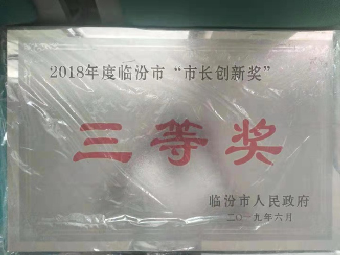 2018年度临汾市“市长创新奖”
三等奖
临汾市人民政府
二〇一九年六月